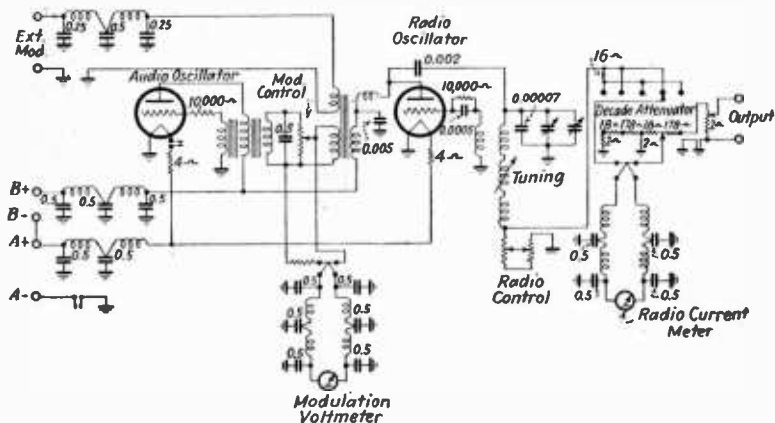 0.25 0.5 0.25
Ext.
Mod.
Audio Oscillator
10,000~
4~
Mod.
Control
0.5
0.005
Radio
Oscillator
0.002
10,000~
0.0005
4~
0.00007
Tuning
Radio
Control
16~
Decade Attenuator
2~
Output
B+
0.5 0.5 0.5
B-
A+
0.5 0.5
A-
0.5 0.5
0.5
0.5 0.5
Modulation
Voltmeter
0.5 0.5
0.5 0.5
Radio Current
Meter